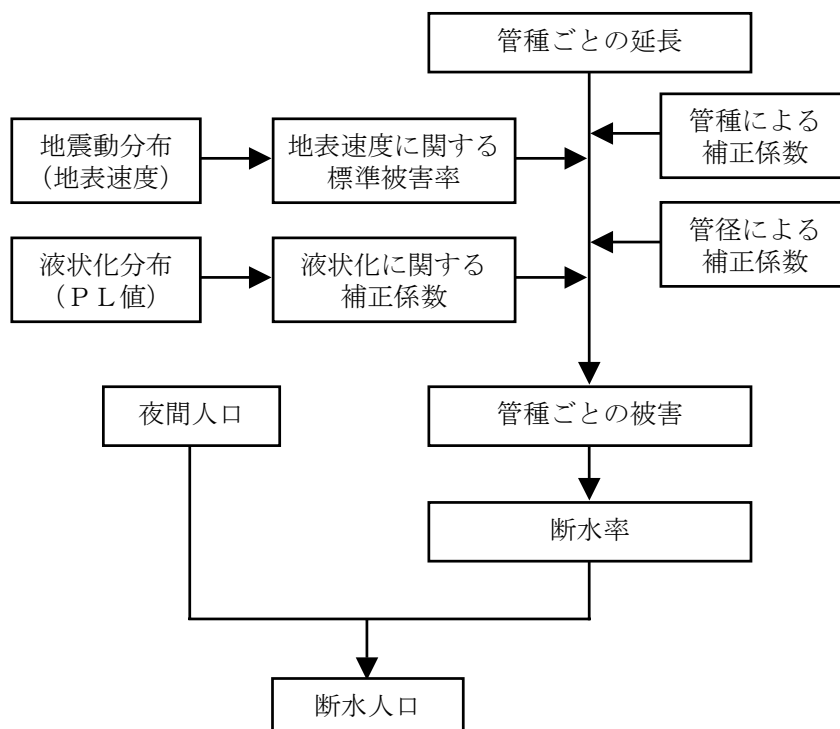 管種ごとの延長
地震動分布
（地表速度）
地表速度に関する
標準被害率
管種による
補正係数
液状化分布
（ＰＬ値）
液状化に関する
補正係数
管径による
補正係数
夜間人口
管種ごとの被害
断水率
断水人口